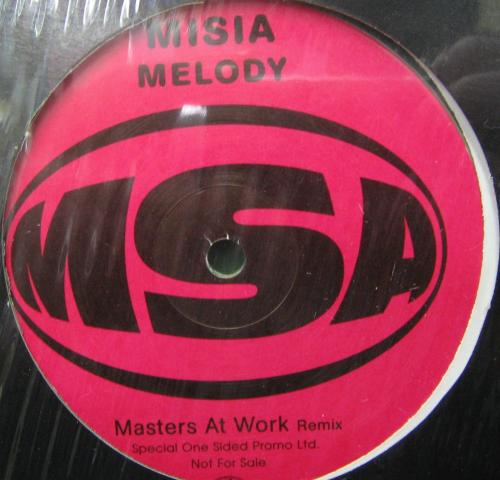 MISIA
MELODY
MSA
Masters At Work Remix
Special One Sided Promo Ltd.
Not For Sale